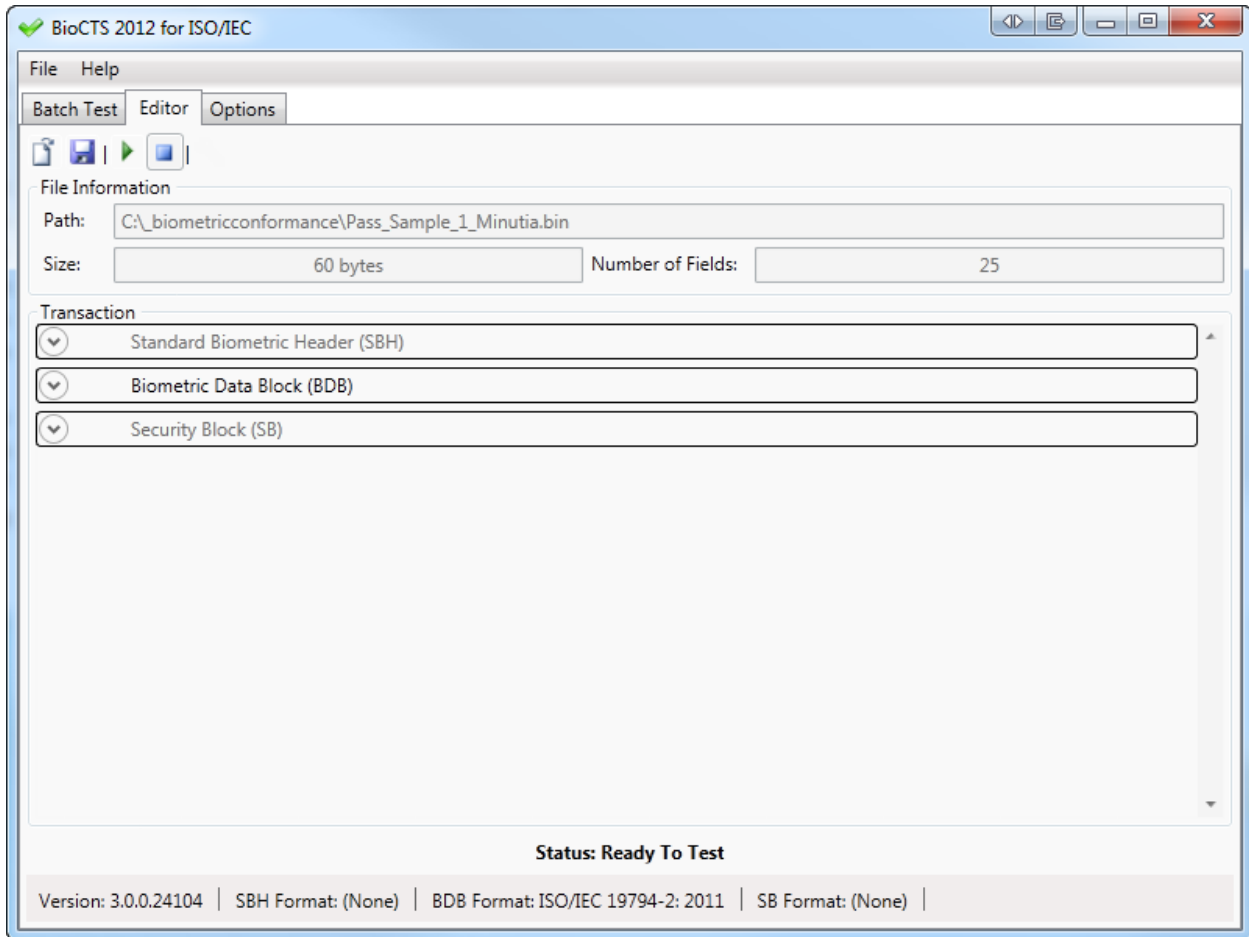 BioCTS 2012 for ISO/IEC
File Help
Batch Test Editor Options
File Information
Path: C:\_biometricconformance\Pass_Sample_1_Minutia.bin
Size: 60 bytes Number of Fields: 25
Transaction
Standard Biometric Header (SBH)
Biometric Data Block (BDB)
Security Block (SB)
Status: Ready To Test
Version: 3.0.0.24104 | SBH Format: (None) | BDB Format: ISO/IEC 19794-2: 2011 | SB Format: (None) |